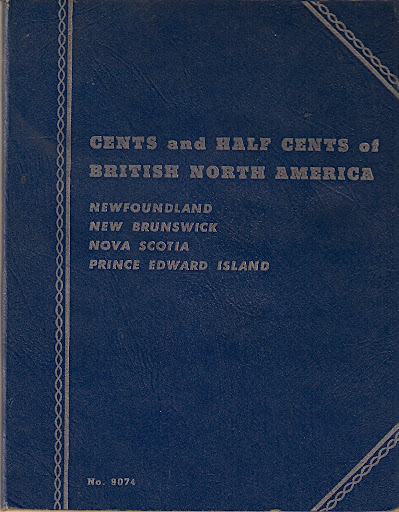 CENTS and HALF CENTS of
BRITISH NORTH AMERICA
NEWFOUNDLAND
NEW BRUNSWICK
NOVA SCOTIA
PRINCE EDWARD ISLAND
No. 9074